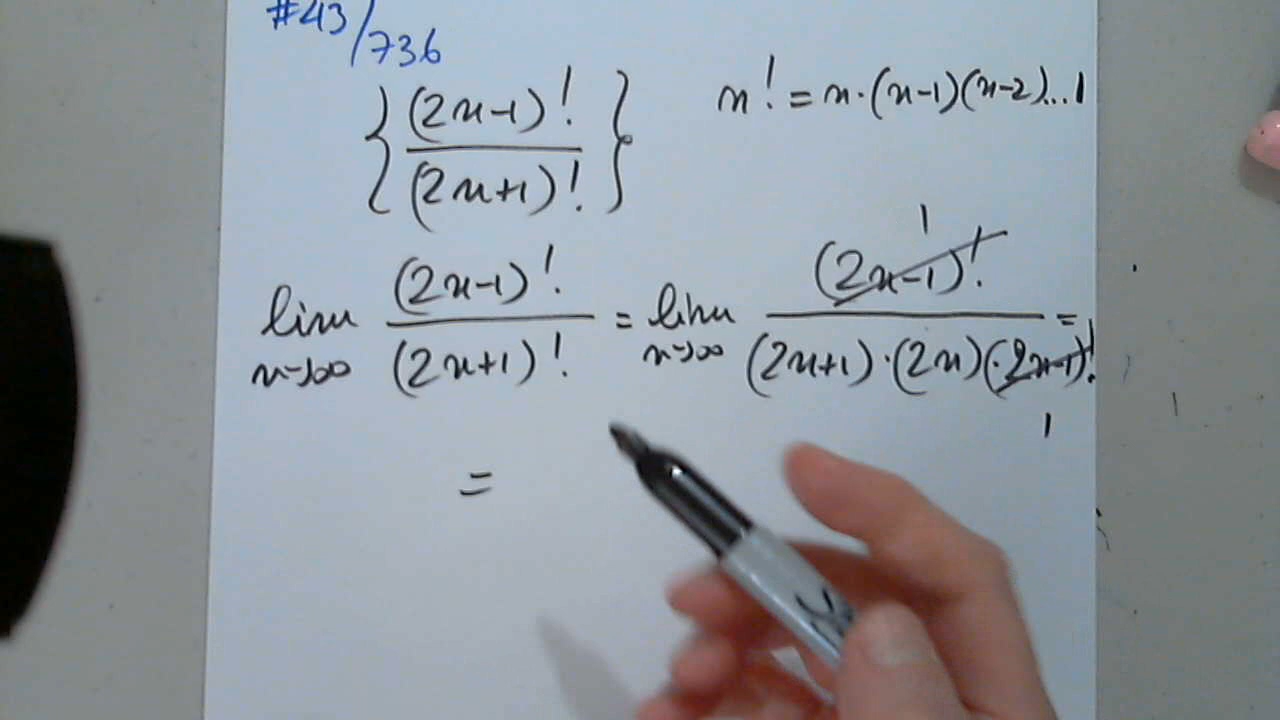 #43/736
{(2n-1)!/(2n+1)!} n! = n·(n-1)(n-2)...1
lim n→∞ (2n-1)!/(2n+1)! = lim n→∞ (2n-1)! 1/(2n+1)·(2n)(·2n-1)! 1 =
=